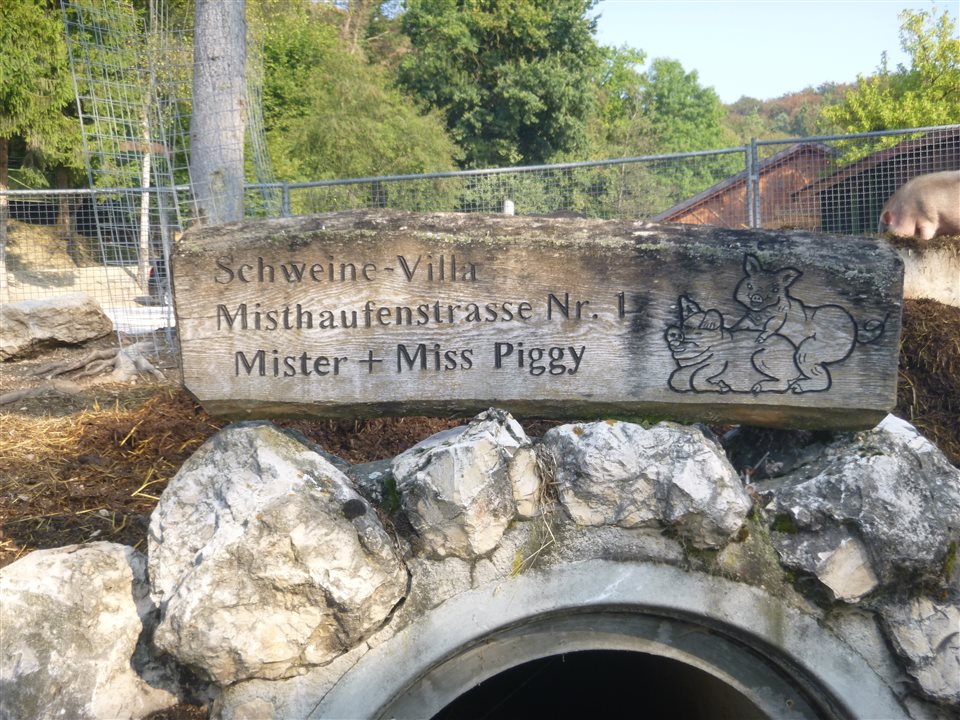 Schweine-Villa
Misthaufenstrasse Nr. 1
Mister + Miss Piggy